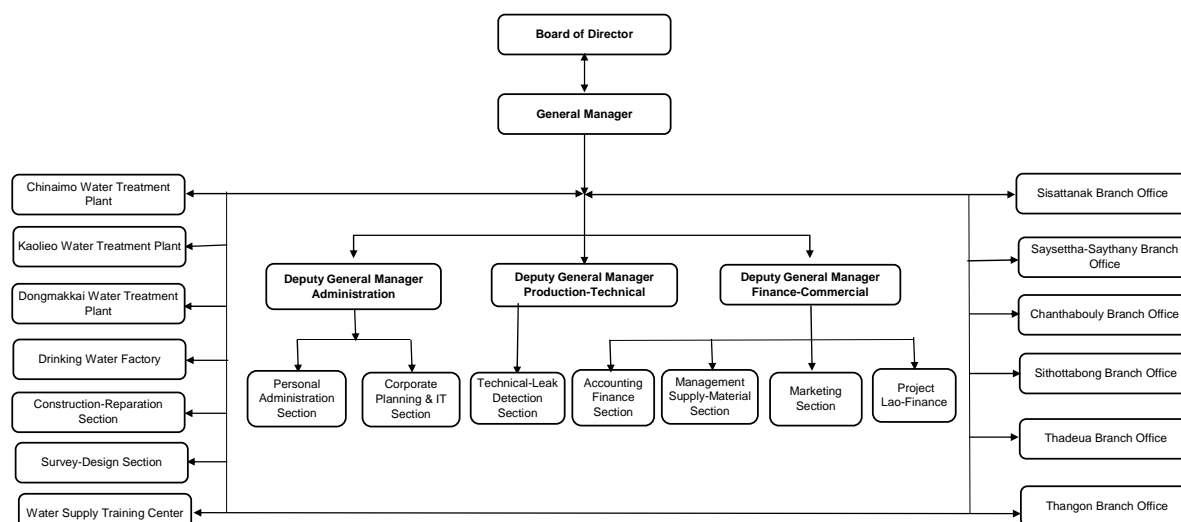 Board of Director
General Manager
Chinaimo Water Treatment
Plant
Kaolieo Water Treatment Plant
Dongmakkai Water Treatment
Plant
Drinking Water Factory
Construction-Reparation
Section
Survey-Design Section
Water Supply Training Center
Deputy General Manager
Administration
Deputy General Manager
Production-Technical
Deputy General Manager
Finance-Commercial
Personal
Administration
Section
Corporate
Planning & IT
Section
Technical-Leak
Detection
Section
Accounting
Finance
Section
Management
Supply-Material
Section
Marketing
Section
Project
Lao-Finance
Sisattanak Branch Office
Saysettha-Saythany Branch
Office
Chanthabouly Branch Office
Sithottabong Branch Office
Thadeua Branch Office
Thangon Branch Office